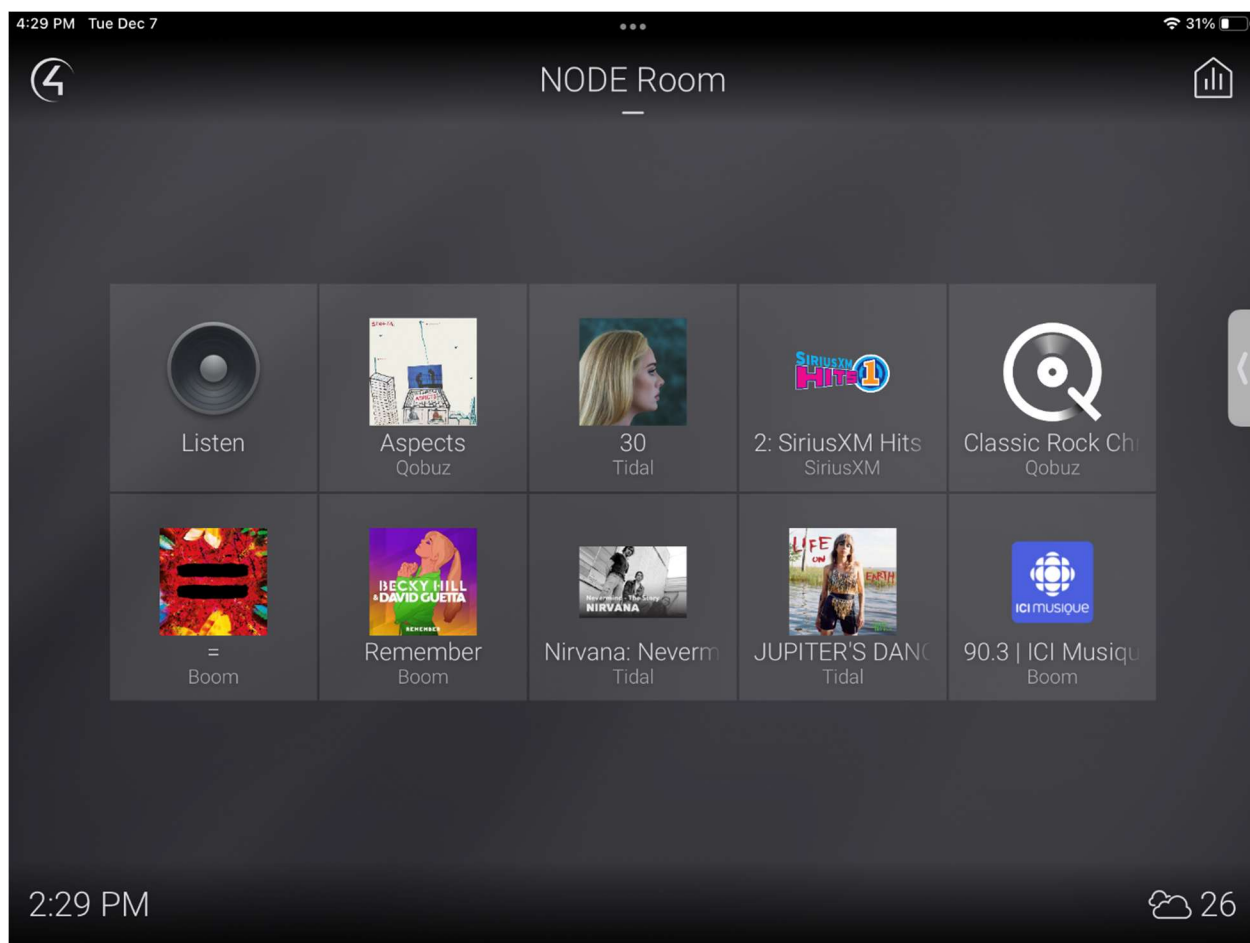 4:29 PM Tue Dec 7
31%
NODE Room
ASPECTS
SIRIUSXM
HITS 1
Listen
Aspects
30
2: SiriusXM Hits
Classic Rock Ch
Qobuz
Tidal
SiriusXM
Qobuz
BECKY HILL
& DAVID GUETTA
REMEMBER
Nevermind - The Story
NIRVANA
LIFE
ON
EARTH
ICI MUSIQUE
=
Remember
Nirvana: Neverm
JUPITER'S DANC
90.3 | ICI Musiqu
Boom
Boom
Tidal
Tidal
Boom
2:29 PM
26